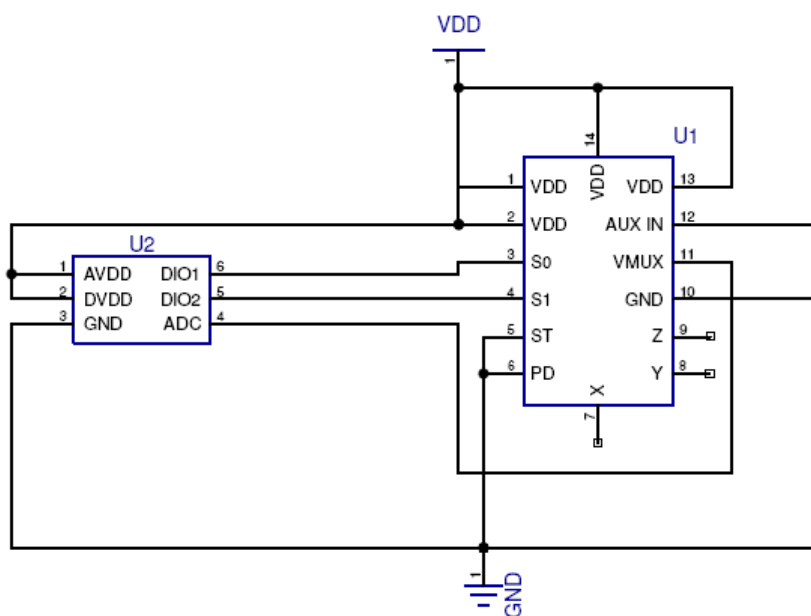 VDD
1
U1
14
1 VDD VDD VDD 13
2 VDD AUX IN 12
U2
3 S0 VMUX 11
1 AVDD DIO1 6
2 DVDD DIO2 5
4 S1 GND 10
3 GND ADC 4
5 ST Z 9
6 PD Y 8
X
7
1
GND